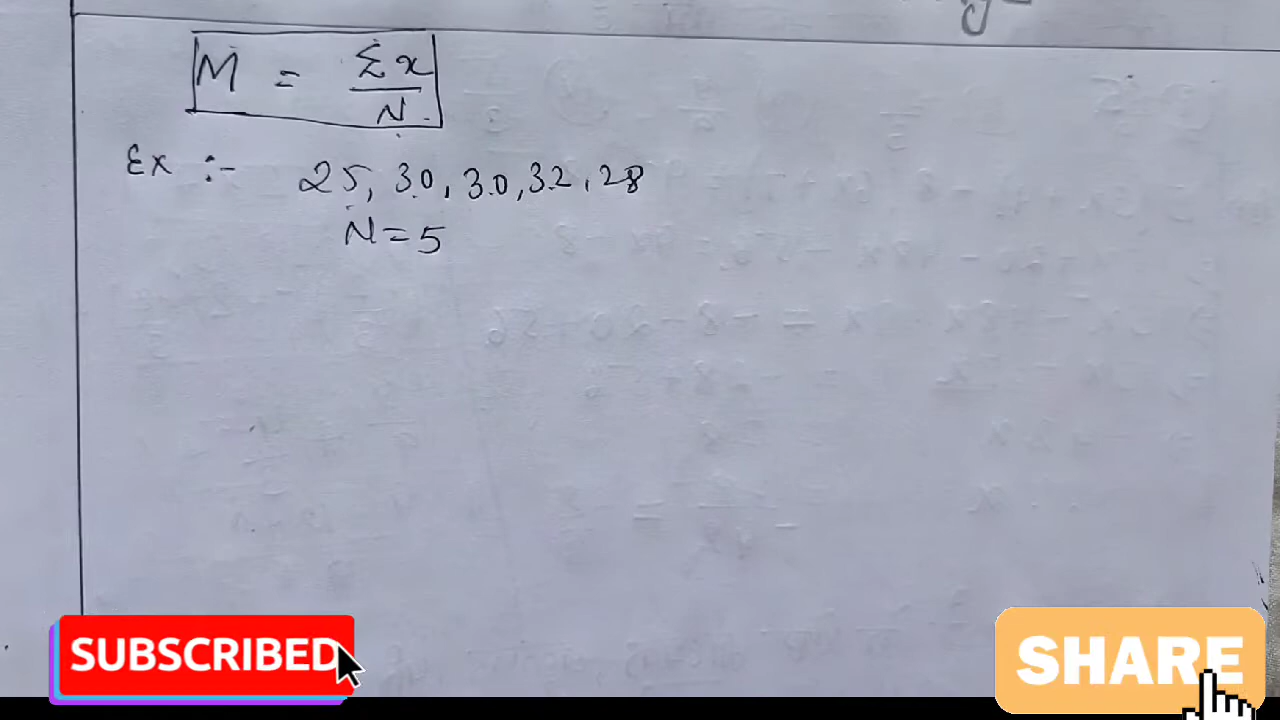 M = Σx
N
Ex :- 25, 30, 30, 32, 28
N = 5
SUBSCRIBED
SHARE